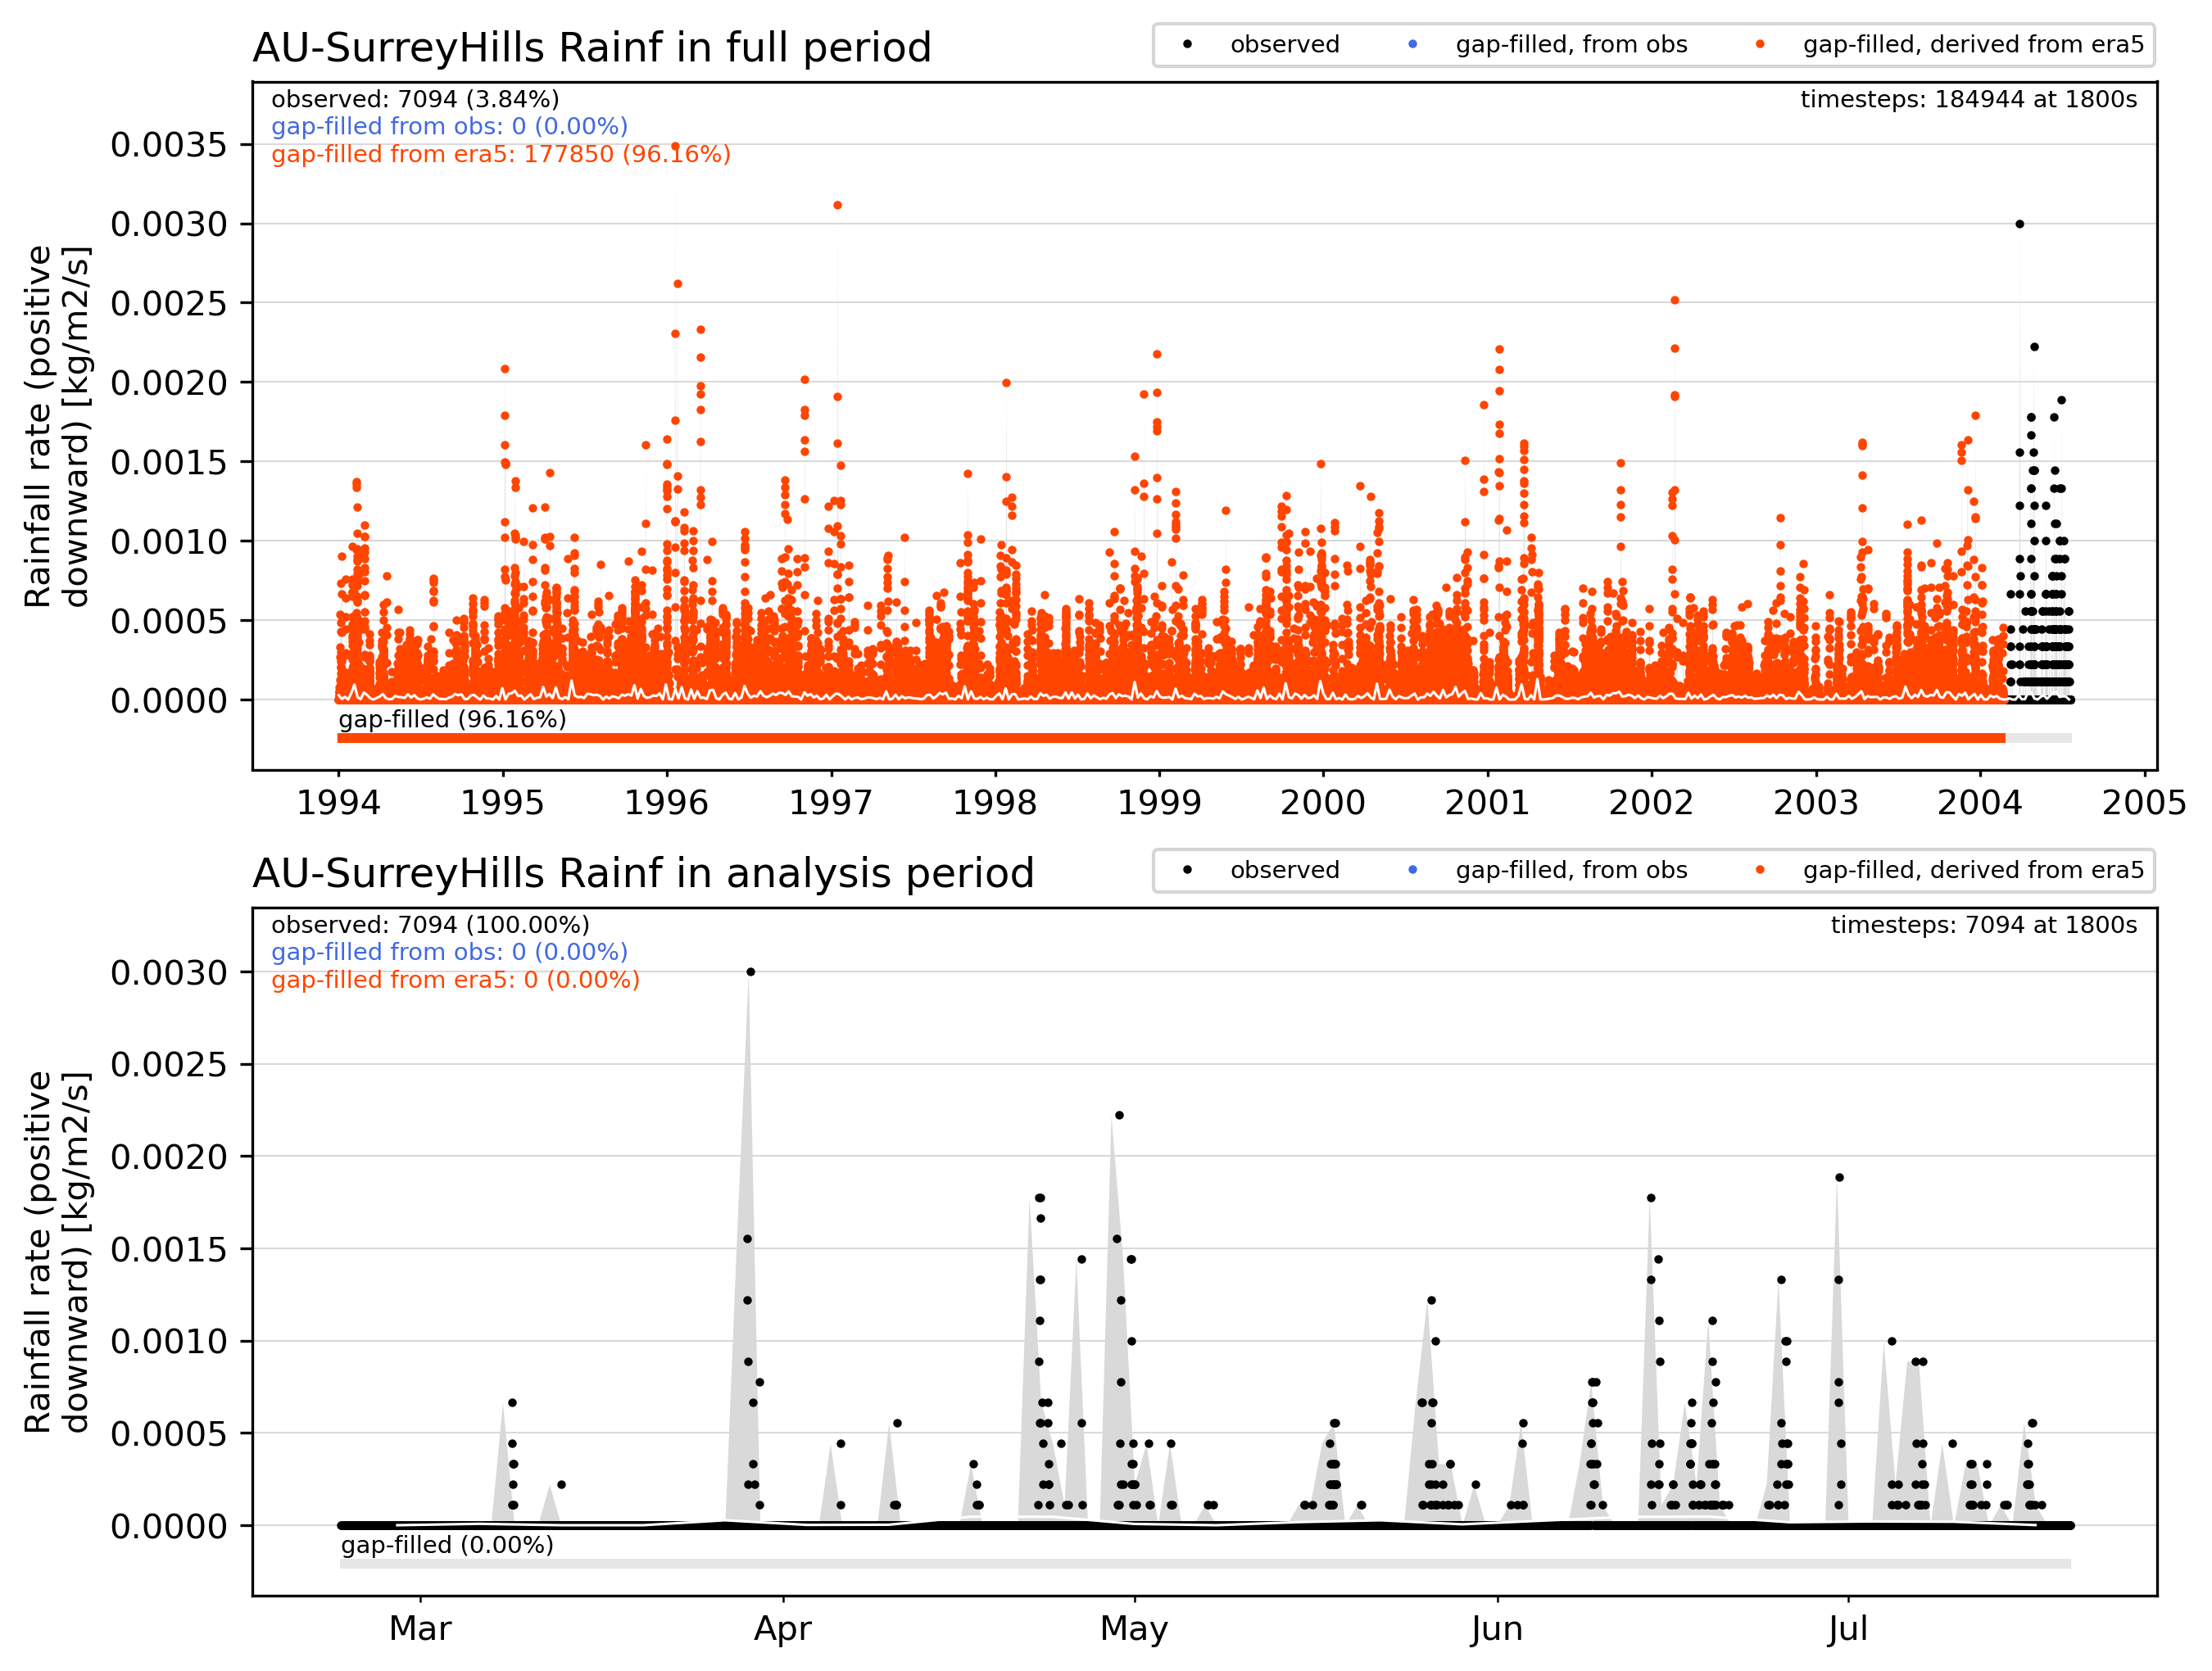 AU-SurreyHills Rainf in full period
observed
gap-filled, from obs
gap-filled, derived from era5
observed: 7094 (3.84%)
gap-filled from obs: 0 (0.00%)
gap-filled from era5: 177850 (96.16%)
timesteps: 184944 at 1800s
Rainfall rate (positive
downward) [kg/m2/s]
0.0035
0.0030
0.0025
0.0020
0.0015
0.0010
0.0005
0.0000
gap-filled (96.16%)
1994 1995 1996 1997 1998 1999 2000 2001 2002 2003 2004 2005
AU-SurreyHills Rainf in analysis period
observed
gap-filled, from obs
gap-filled, derived from era5
observed: 7094 (100.00%)
gap-filled from obs: 0 (0.00%)
gap-filled from era5: 0 (0.00%)
timesteps: 7094 at 1800s
Rainfall rate (positive
downward) [kg/m2/s]
0.0030
0.0025
0.0020
0.0015
0.0010
0.0005
0.0000
gap-filled (0.00%)
Mar Apr May Jun Jul